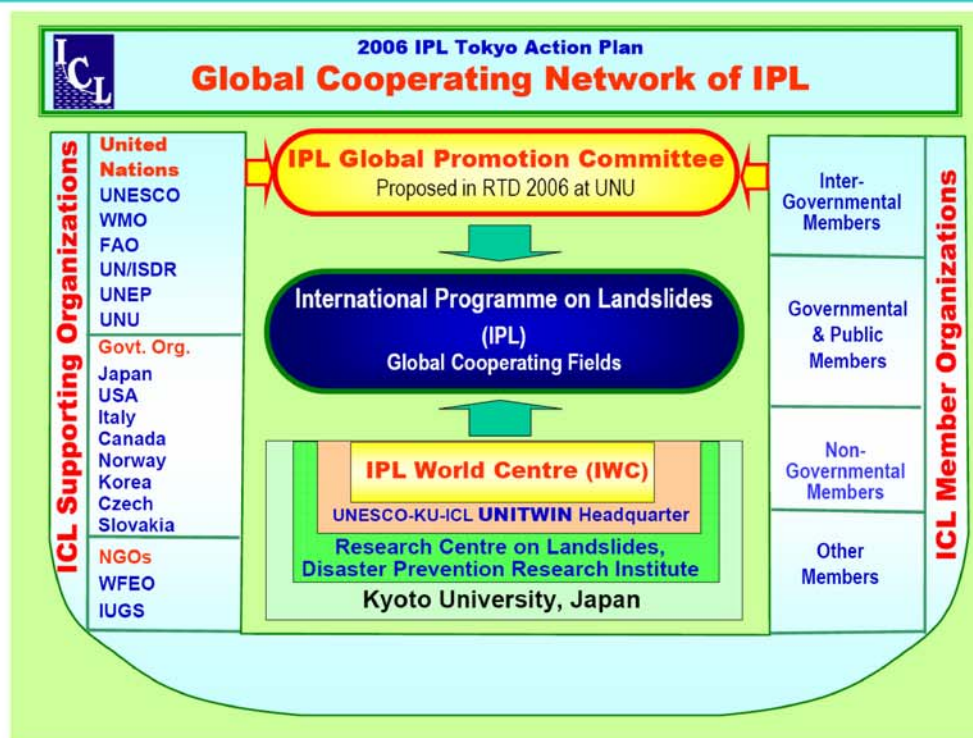 ICL
2006 IPL Tokyo Action Plan
Global Cooperating Network of IPL
ICL Supporting Organizations
United
Nations
UNESCO
WMO
FAO
UN/ISDR
UNEP
UNU
Govt. Org.
Japan
USA
Italy
Canada
Norway
Korea
Czech
Slovakia
NGOs
WFEO
IUGS
IPL Global Promotion Committee
Proposed in RTD 2006 at UNU
International Programme on Landslides
(IPL)
Global Cooperating Fields
IPL World Centre (IWC)
UNESCO-KU-ICL UNITWIN Headquarter
Research Centre on Landslides,
Disaster Prevention Research Institute
Kyoto University, Japan
Inter-
Governmental
Members
Governmental
& Public
Members
Non-
Governmental
Members
Other
Members
ICL Member Organizations